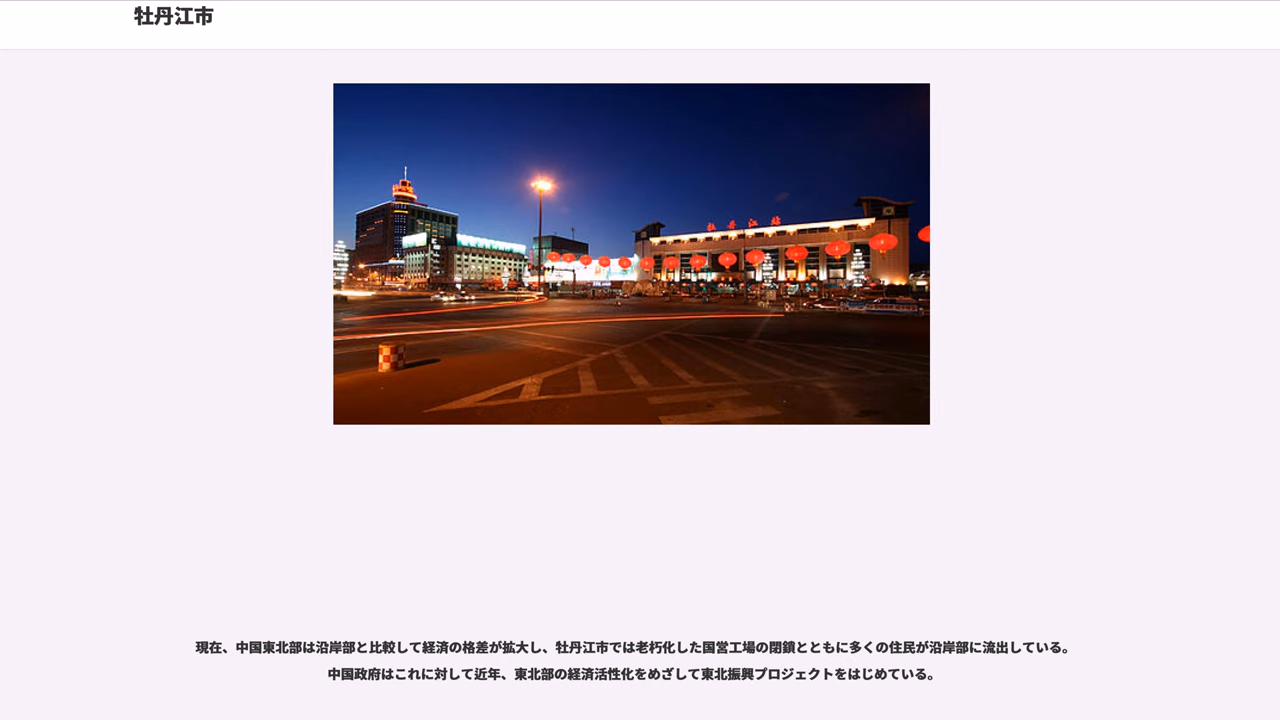 牡丹江市
牡丹江站
現在、中国東北部は沿岸部と比較して経済の格差が拡大し、牡丹江市では老朽化した国営工場の閉鎖とともに多くの住民が沿岸部に流出している。
中国政府はこれに対して近年、東北部の経済活性化をめざして東北振興プロジェクトをはじめている。